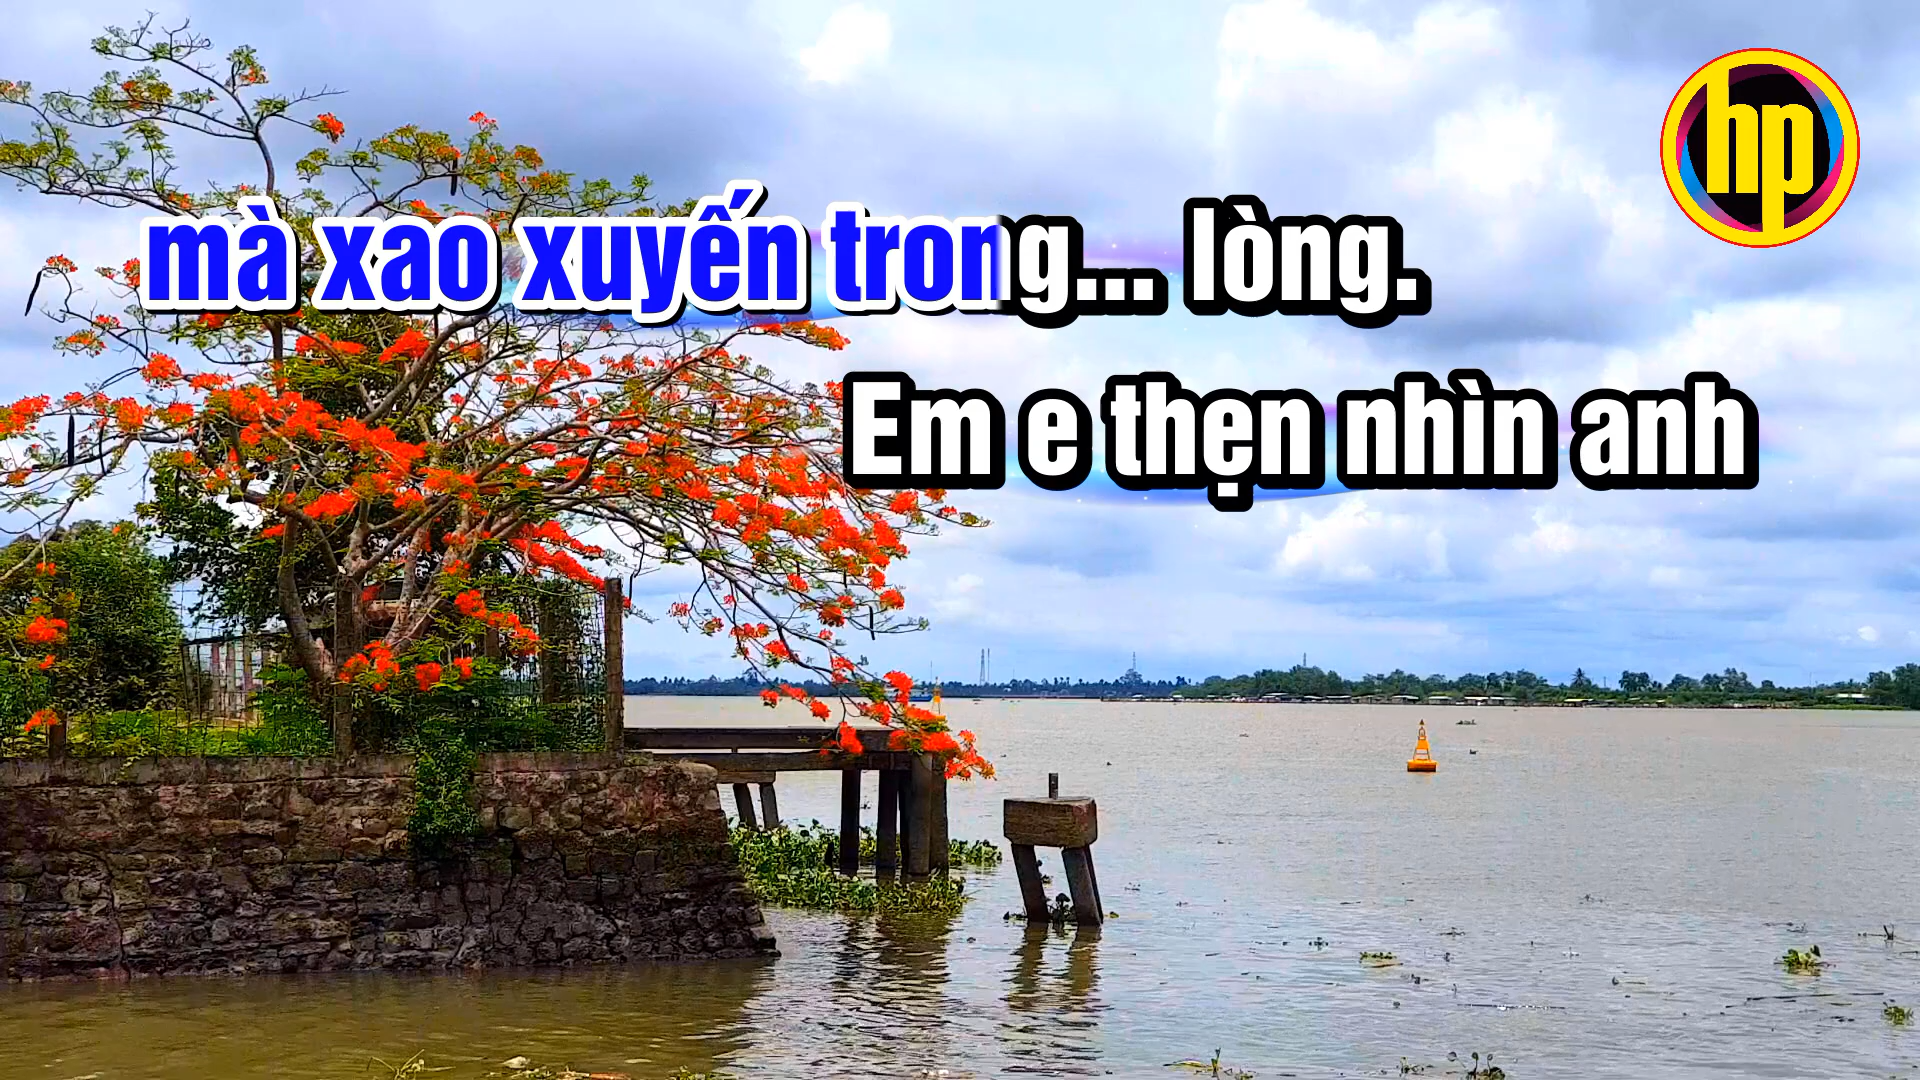 hp
mà xao xuyến trong... lòng.
Em e thẹn nhìn anh